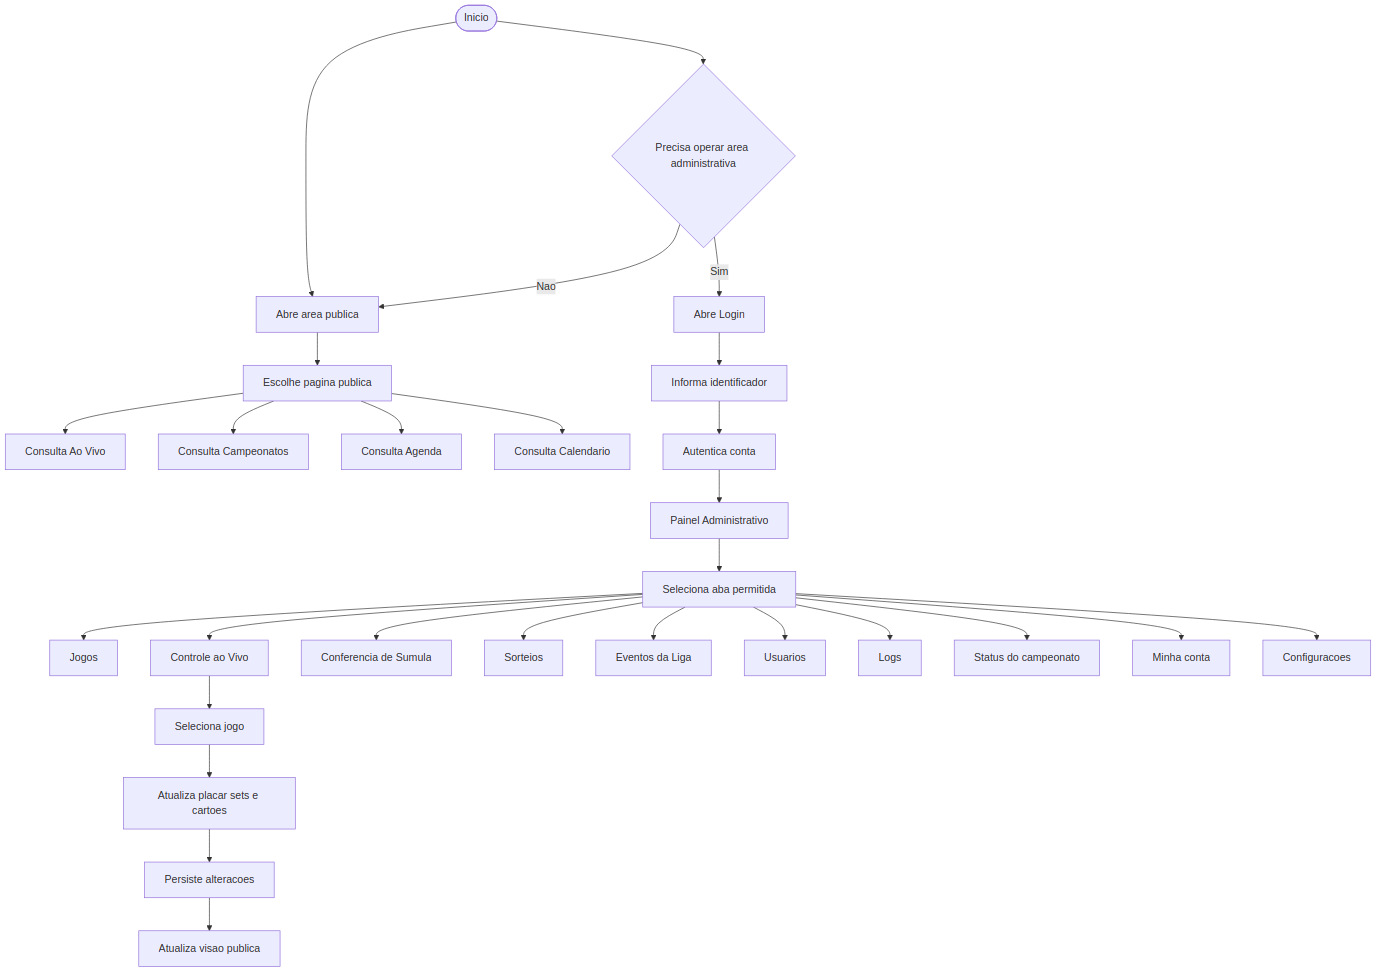 Inicio
Precisa operar area
administrativa
Sim
Nao
Abre area publica
Abre Login
Escolhe pagina publica
Informa identificador
Consulta Ao Vivo
Consulta Campeonatos
Consulta Agenda
Consulta Calendario
Autentica conta
Painel Administrativo
Seleciona aba permitida
Jogos
Controle ao Vivo
Conferencia de Sumula
Sorteios
Eventos da Liga
Usuarios
Logs
Status do campeonato
Minha conta
Configuracoes
Seleciona jogo
Atualiza placar sets e
cartoes
Persiste alteracoes
Atualiza visao publica